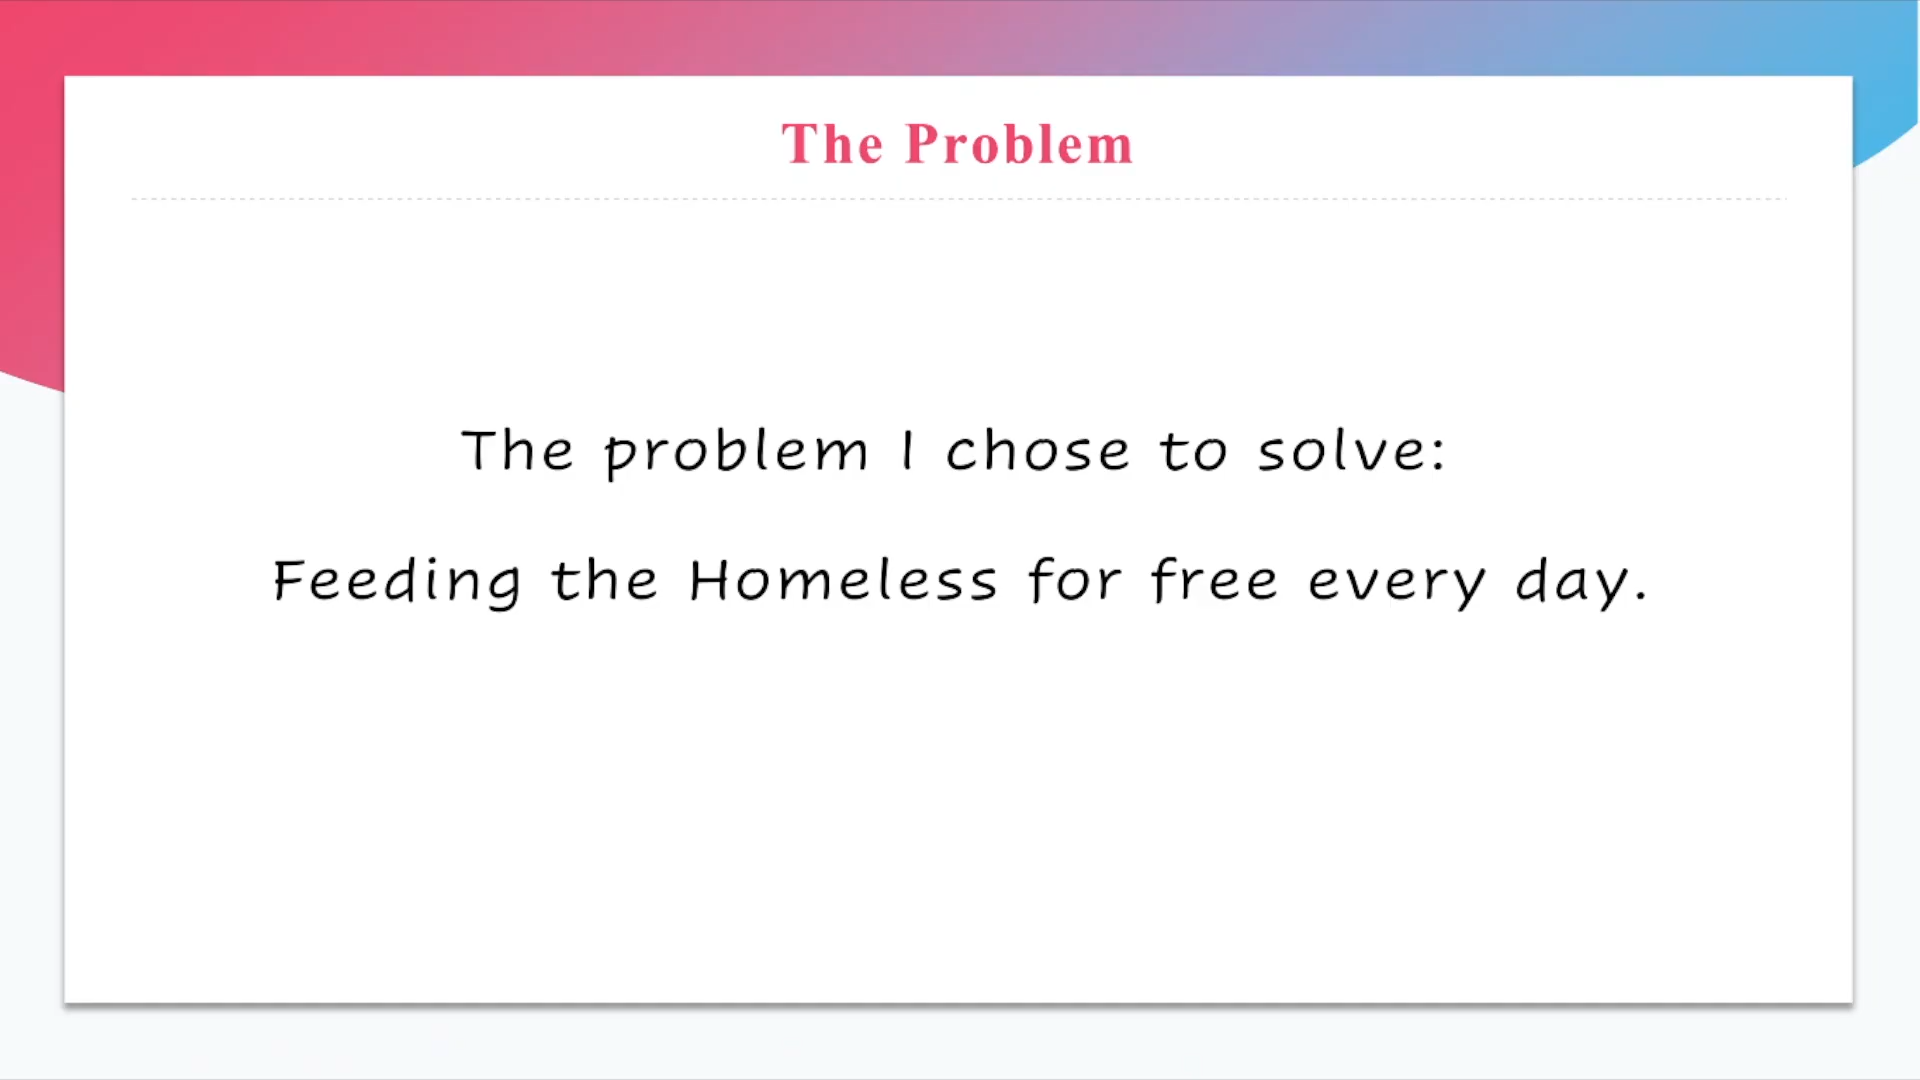 The Problem
The problem I chose to solve:
Feeding the Homeless for free every day.